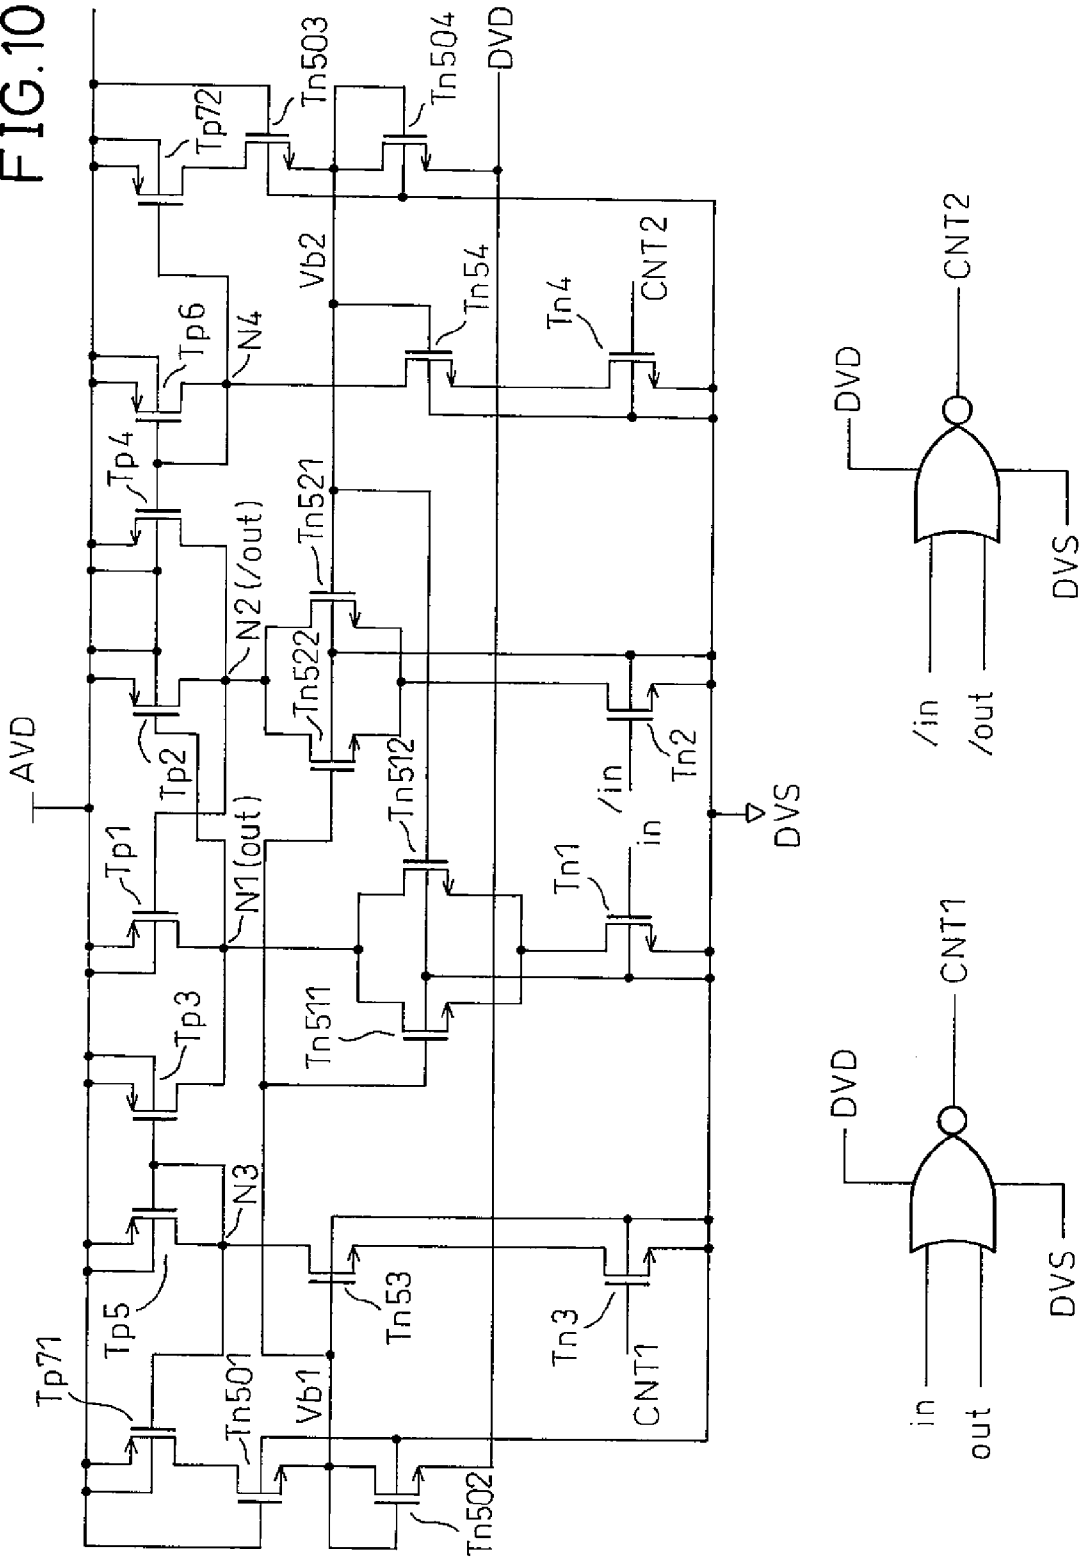 FIG.10
AVD
Tp71
Tp5
Tp3
Tp1
Tp2
Tp4
Tp6
Tp72
N3
N1(out)
N2(/out)
N4
Tn501
Tn503
Vb1
Vb2
Tn522
Tn521
Tn502
Tn53
Tn511
Tn512
Tn54
Tn504
DVD
CNT1
Tn3
Tn1
in
/in
Tn2
Tn4
CNT2
DVS
in
out
DVD
DVS
CNT1
/in
/out
DVD
DVS
CNT2